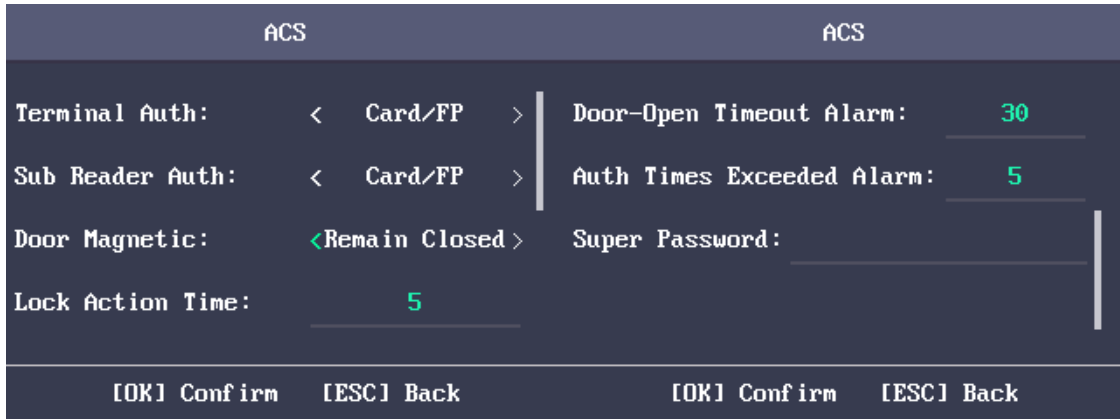 ACS
Terminal Auth: < Card/FP >
Sub Reader Auth: < Card/FP >
Door Magnetic: <Remain Closed>
Lock Action Time: 5
[OK] Confirm [ESC] Back
ACS
Door-Open Timeout Alarm: 30
Auth Times Exceeded Alarm: 5
Super Password:
[OK] Confirm [ESC] Back